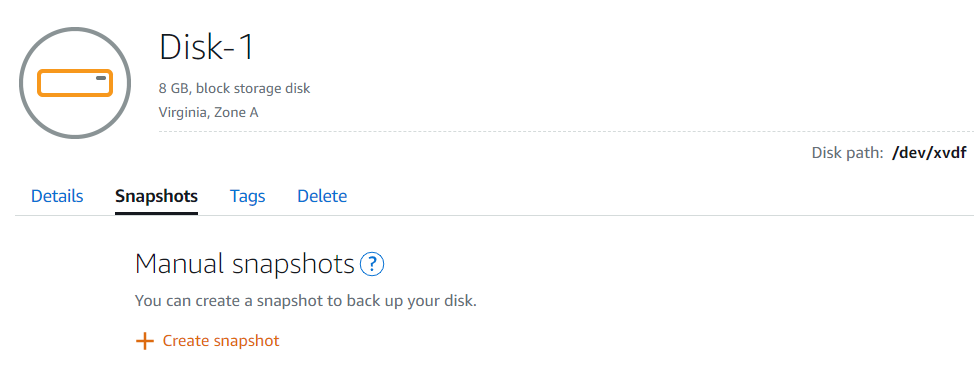 Disk-1
8 GB, block storage disk
Virginia, Zone A
Disk path: /dev/xvdf
Details Snapshots Tags Delete
Manual snapshots ?
You can create a snapshot to back up your disk.
+ Create snapshot